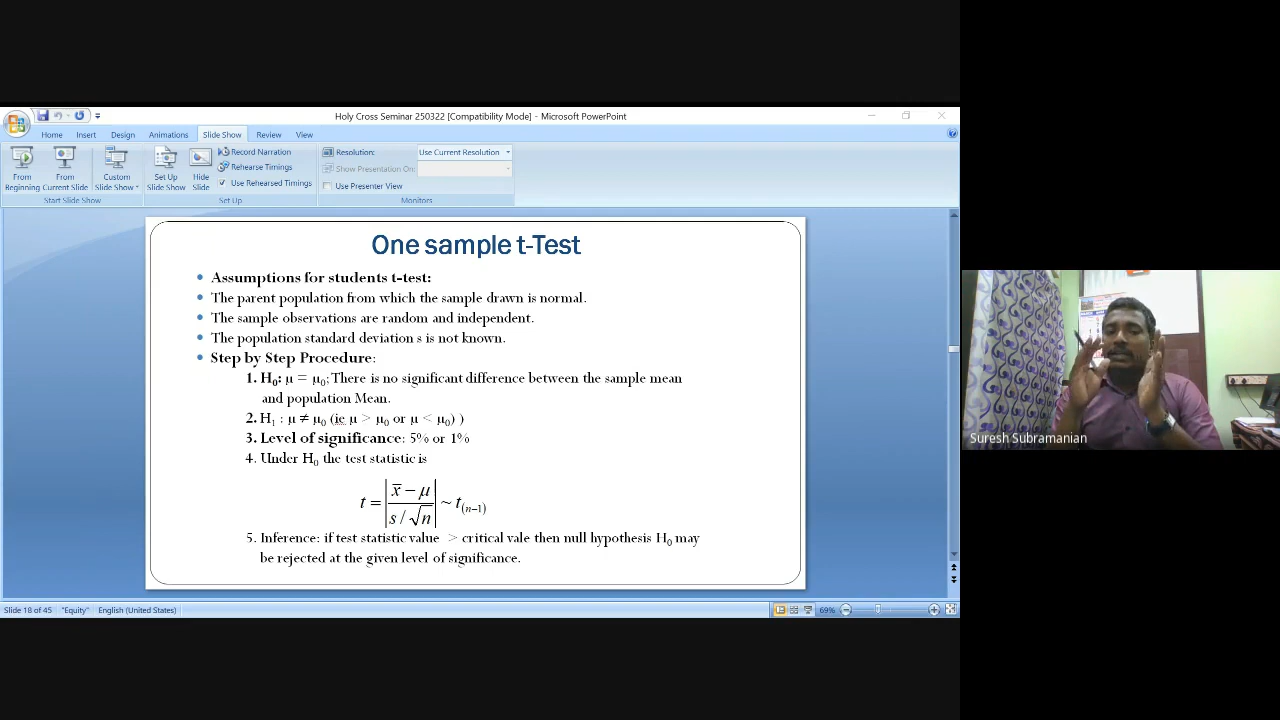 Holy Cross Seminar 250322 [Compatibility Mode] - Microsoft PowerPoint
Home Insert Design Animations Slide Show Review View
From Beginning
From Current Slide
Custom Slide Show
Set Up Slide Show
Hide Slide
Record Narration
Rehearse Timings
Use Rehearsed Timings
Resolution: Use Current Resolution
Show Presentation On:
Use Presenter View
Start Slide Show Set Up Monitors
One sample t-Test
• Assumptions for students t-test:
• The parent population from which the sample drawn is normal.
• The sample observations are random and independent.
• The population standard deviation s is not known.
• Step by Step Procedure:
1. H₀: μ = μ₀; There is no significant difference between the sample mean
and population Mean.
2. H₁ : μ ≠ μ₀ (ie μ > μ₀ or μ < μ₀) )
3. Level of significance: 5% or 1%
4. Under H₀ the test statistic is
t = | (x̄ − μ) / (s / √n) | ~ t₍ₙ₋₁₎
5. Inference: if test statistic value > critical vale then null hypothesis H₀ may
be rejected at the given level of significance.
Suresh Subramanian
Slide 18 of 45 "Equity" English (United States) 69%